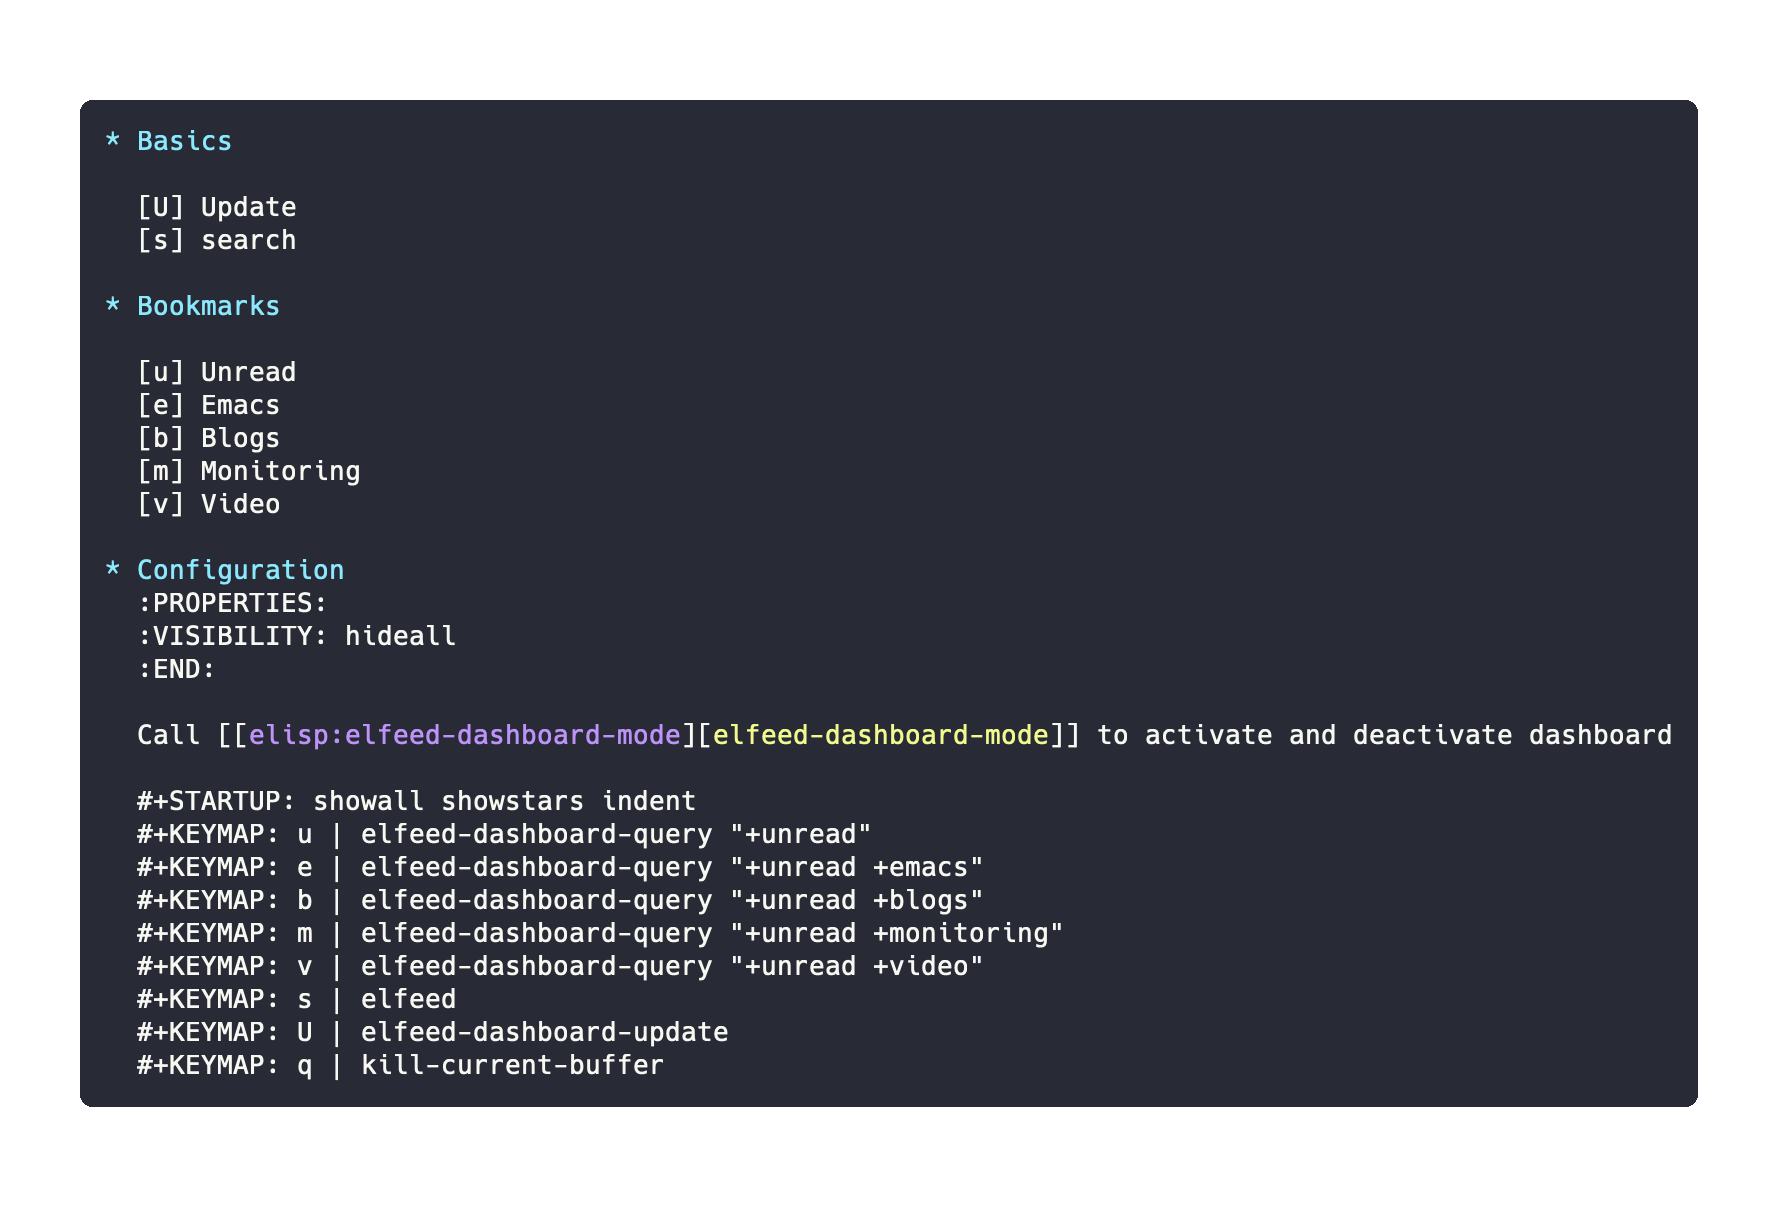 * Basics
[U] Update
[s] search
* Bookmarks
[u] Unread
[e] Emacs
[b] Blogs
[m] Monitoring
[v] Video
* Configuration
:PROPERTIES:
:VISIBILITY: hideall
:END:
Call [[elisp:elfeed-dashboard-mode][elfeed-dashboard-mode]] to activate and deactivate dashboard
#+STARTUP: showall showstars indent
#+KEYMAP: u | elfeed-dashboard-query "+unread"
#+KEYMAP: e | elfeed-dashboard-query "+unread +emacs"
#+KEYMAP: b | elfeed-dashboard-query "+unread +blogs"
#+KEYMAP: m | elfeed-dashboard-query "+unread +monitoring"
#+KEYMAP: v | elfeed-dashboard-query "+unread +video"
#+KEYMAP: s | elfeed
#+KEYMAP: U | elfeed-dashboard-update
#+KEYMAP: q | kill-current-buffer